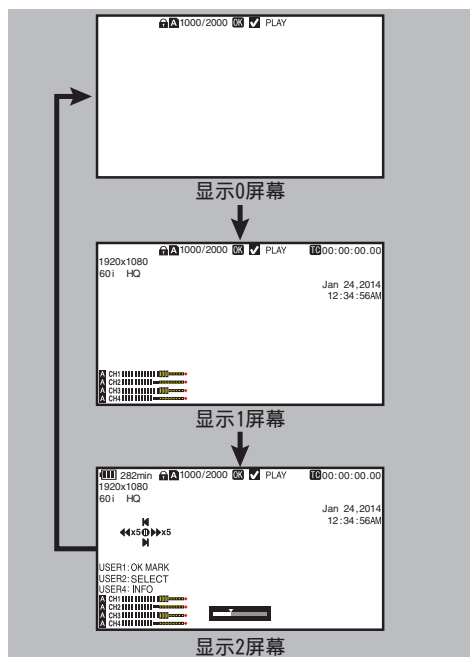 A 1000/2000 OK PLAY
显示0屏幕
A 1000/2000 OK PLAY TC 00:00:00.00
1920x1080
60i HQ
Jan 24,2014
12:34:56AM
A CH1
A CH2
A CH3
A CH4
显示1屏幕
282min A 1000/2000 OK PLAY TC 00:00:00.00
1920x1080
60i HQ
Jan 24,2014
12:34:56AM
x5 x5
USER1:OK MARK
USER2:SELECT
USER4:INFO
A CH1
A CH2
A CH3
A CH4
显示2屏幕